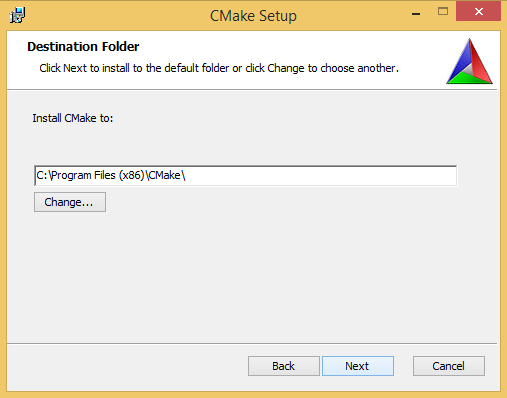 CMake Setup
Destination Folder
Click Next to install to the default folder or click Change to choose another.
Install CMake to:
C:\Program Files (x86)\CMake\
Change...
Back
Next
Cancel